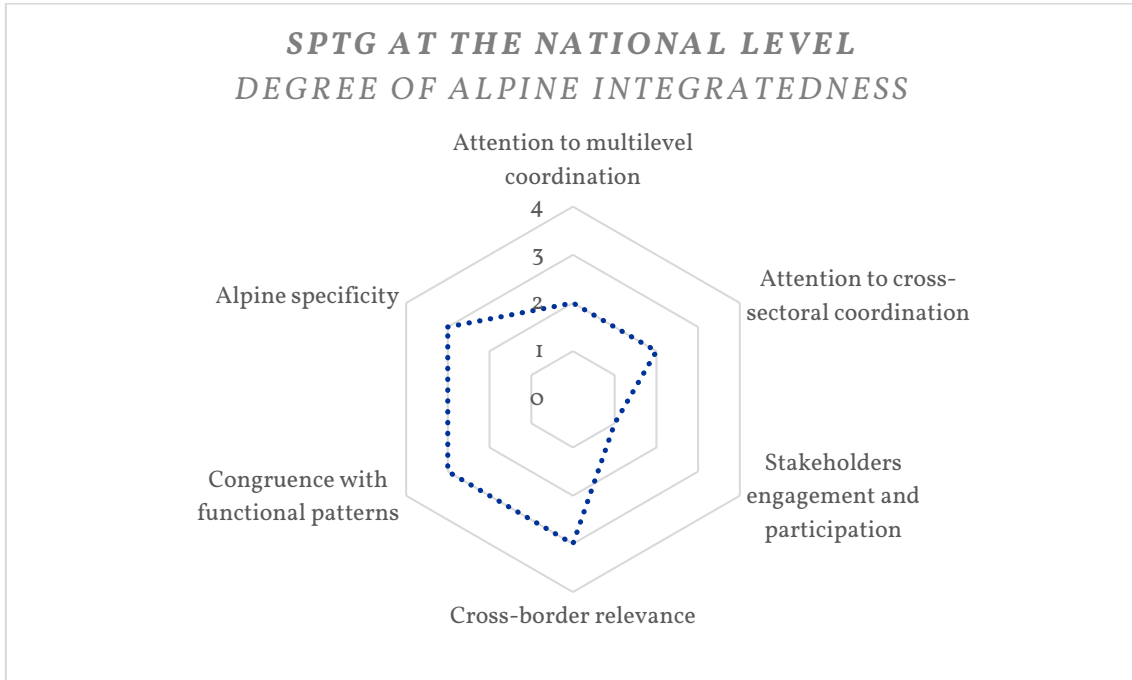 SPTG AT THE NATIONAL LEVEL
DEGREE OF ALPINE INTEGRATEDNESS
Attention to multilevel
coordination
4
3
2
1
0
Attention to cross-
sectoral coordination
Stakeholders
engagement and
participation
Cross-border relevance
Congruence with
functional patterns
Alpine specificity